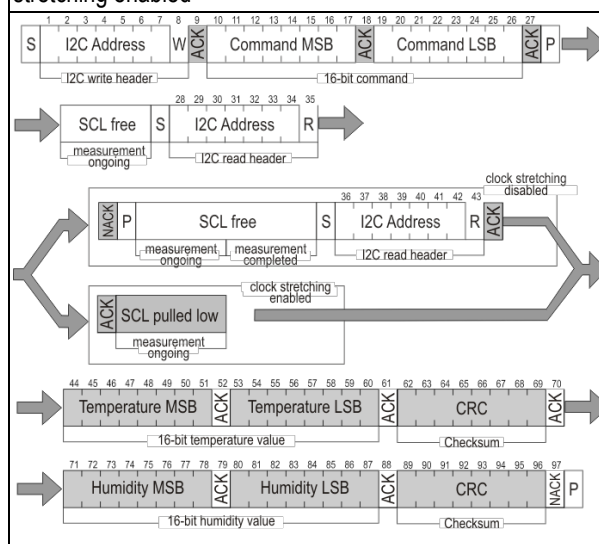 stretching enabled
1 2 3 4 5 6 7 8 9 10 11 12 13 14 15 16 17 18 19 20 21 22 23 24 25 26 27
S I2C Address W ACK Command MSB ACK Command LSB ACK P
I2C write header 16-bit command
28 29 30 31 32 33 34 35
SCL free S I2C Address R
measurement ongoing I2C read header
clock stretching disabled
36 37 38 39 40 41 42 43
NACK P SCL free S I2C Address R ACK
measurement ongoing measurement completed I2C read header
clock stretching enabled
ACK SCL pulled low
measurement ongoing
44 45 46 47 48 49 50 51 52 53 54 55 56 57 58 59 60 61 62 63 64 65 66 67 68 69 70
Temperature MSB ACK Temperature LSB ACK CRC ACK
16-bit temperature value Checksum
71 72 73 74 75 76 77 78 79 80 81 82 83 84 85 86 87 88 89 90 91 92 93 94 95 96 97
Humidity MSB ACK Humidity LSB ACK CRC NACK P
16-bit humidity value Checksum